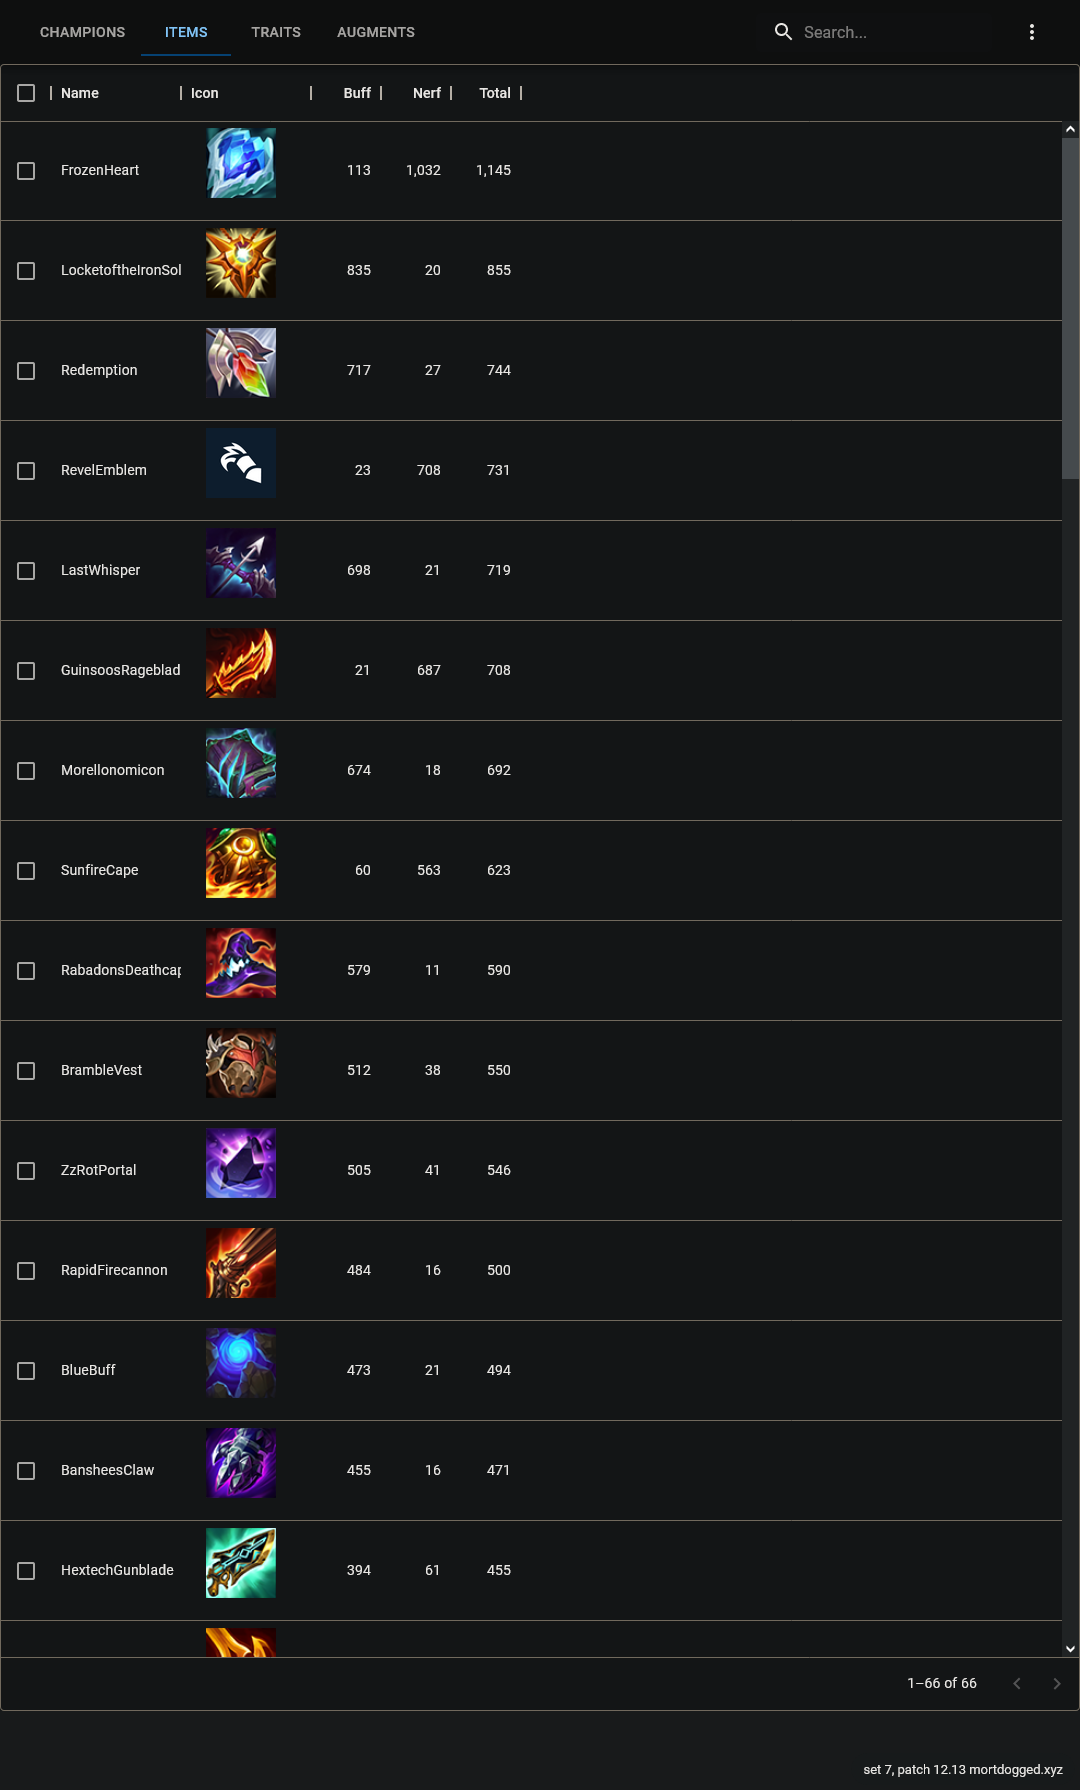 CHAMPIONS ITEMS TRAITS AUGMENTS Search...
Name Icon Buff Nerf Total
FrozenHeart 113 1,032 1,145
LocketoftheIronSol 835 20 855
Redemption 717 27 744
RevelEmblem 23 708 731
LastWhisper 698 21 719
GuinsoosRageblad 21 687 708
Morellonomicon 674 18 692
SunfireCape 60 563 623
RabadonsDeathcap 579 11 590
BrambleVest 512 38 550
ZzRotPortal 505 41 546
RapidFirecannon 484 16 500
BlueBuff 473 21 494
BansheesClaw 455 16 471
HextechGunblade 394 61 455
1–66 of 66
set 7, patch 12.13 mortdogged.xyz